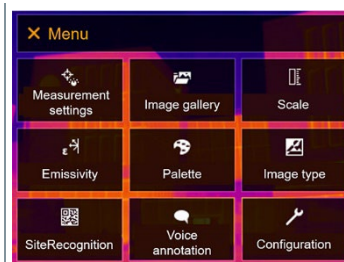 X Menu
Measurement
settings
Image gallery
Scale
Emissivity
Palette
Image type
SiteRecognition
Voice
annotation
Configuration